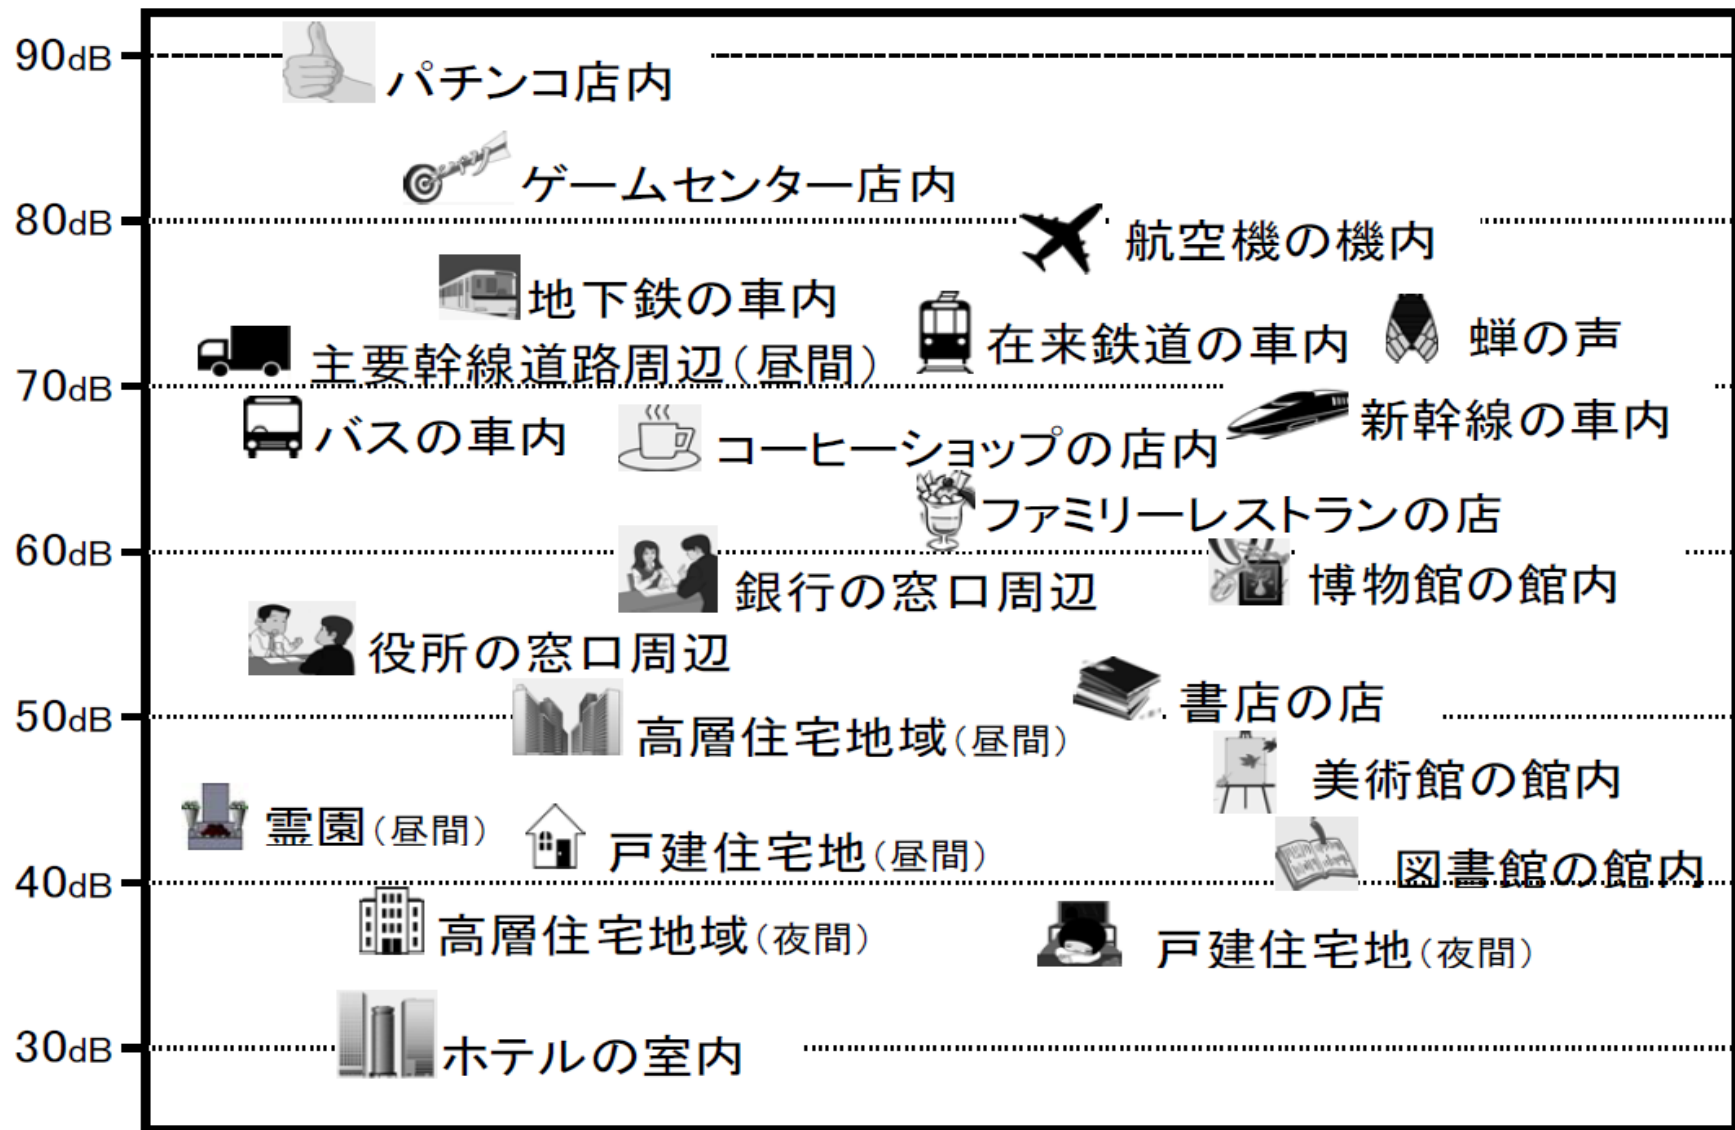 90dB
パチンコ店内
ゲームセンター店内
80dB
航空機の機内
地下鉄の車内
主要幹線道路周辺(昼間)
在来鉄道の車内
蝉の声
70dB
バスの車内
コーヒーショップの店内
新幹線の車内
ファミリーレストランの店
60dB
銀行の窓口周辺
博物館の館内
役所の窓口周辺
書店の店
50dB
高層住宅地域(昼間)
美術館の館内
霊園(昼間)
戸建住宅地(昼間)
図書館の館内
40dB
高層住宅地域(夜間)
戸建住宅地(夜間)
30dB
ホテルの室内